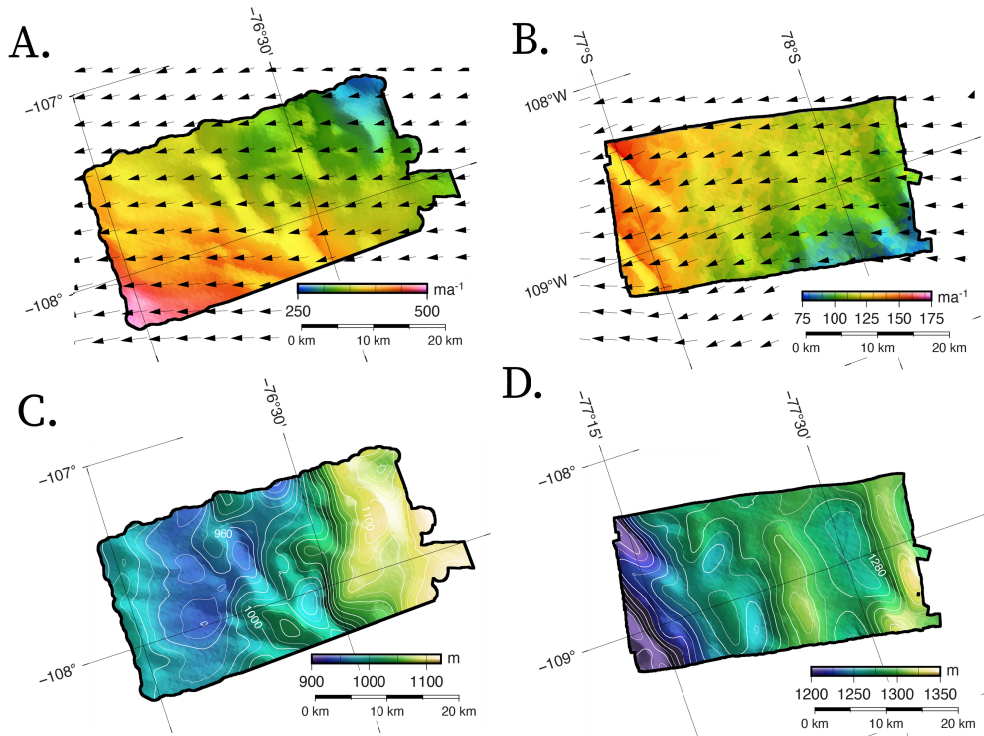 A.
−76°30'
−107°
−108°
250 500 ma⁻¹
0 km 10 km 20 km
B.
77°S
78°S
108°W
109°W
75 100 125 150 175 ma⁻¹
0 km 10 km 20 km
C.
−76°30'
−107°
960
1100
1000
−108°
900 1000 1100 m
0 km 10 km 20 km
D.
−77°15'
−77°30'
−108°
1280
−109°
1200 1250 1300 1350 m
0 km 10 km 20 km